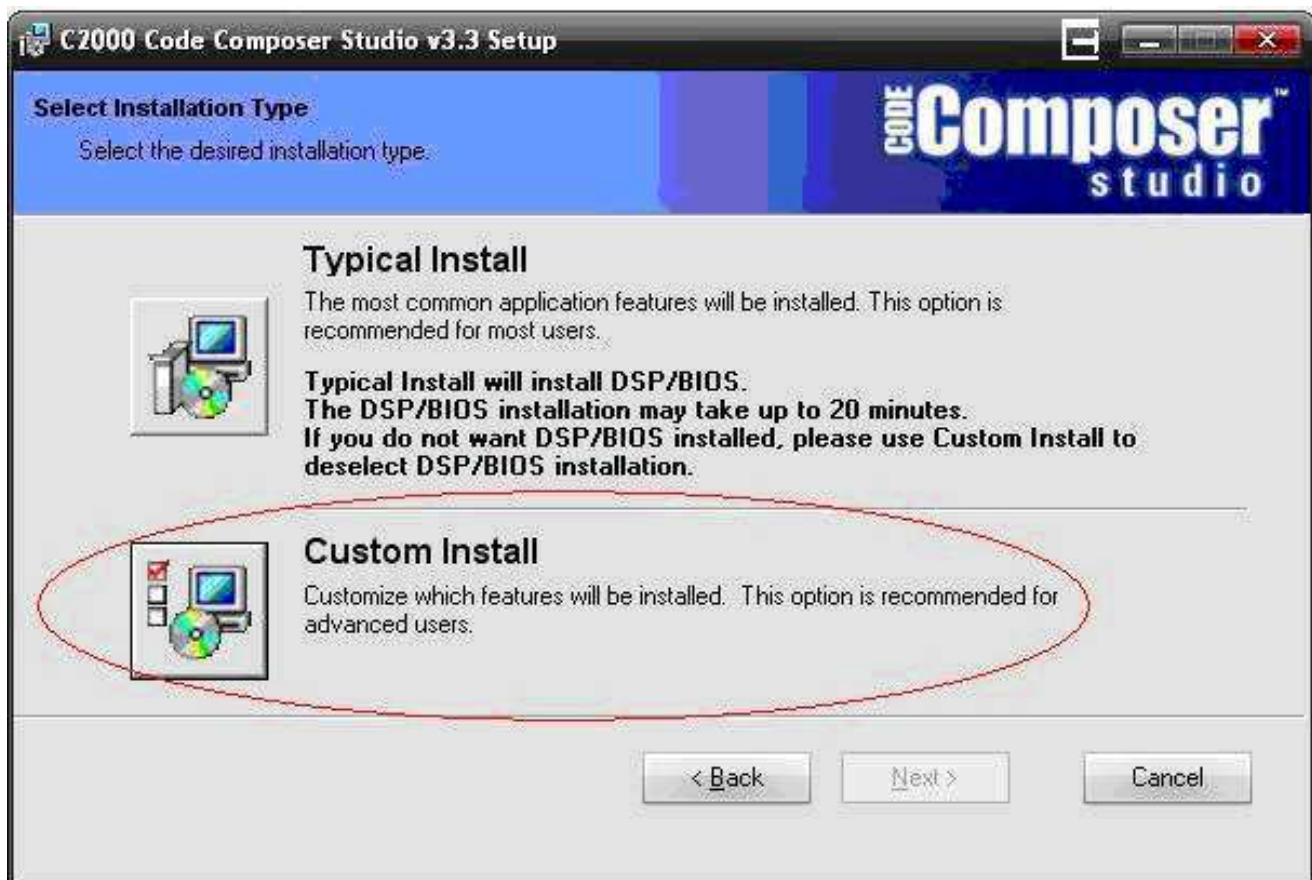 C2000 Code Composer Studio v3.3 Setup
Select Installation Type
Select the desired installation type.
CODE Composer™
studio
Typical Install
The most common application features will be installed. This option is
recommended for most users.
Typical Install will install DSP/BIOS.
The DSP/BIOS installation may take up to 20 minutes.
If you do not want DSP/BIOS installed, please use Custom Install to
deselect DSP/BIOS installation.
Custom Install
Customize which features will be installed. This option is recommended for
advanced users.
< Back
Next >
Cancel